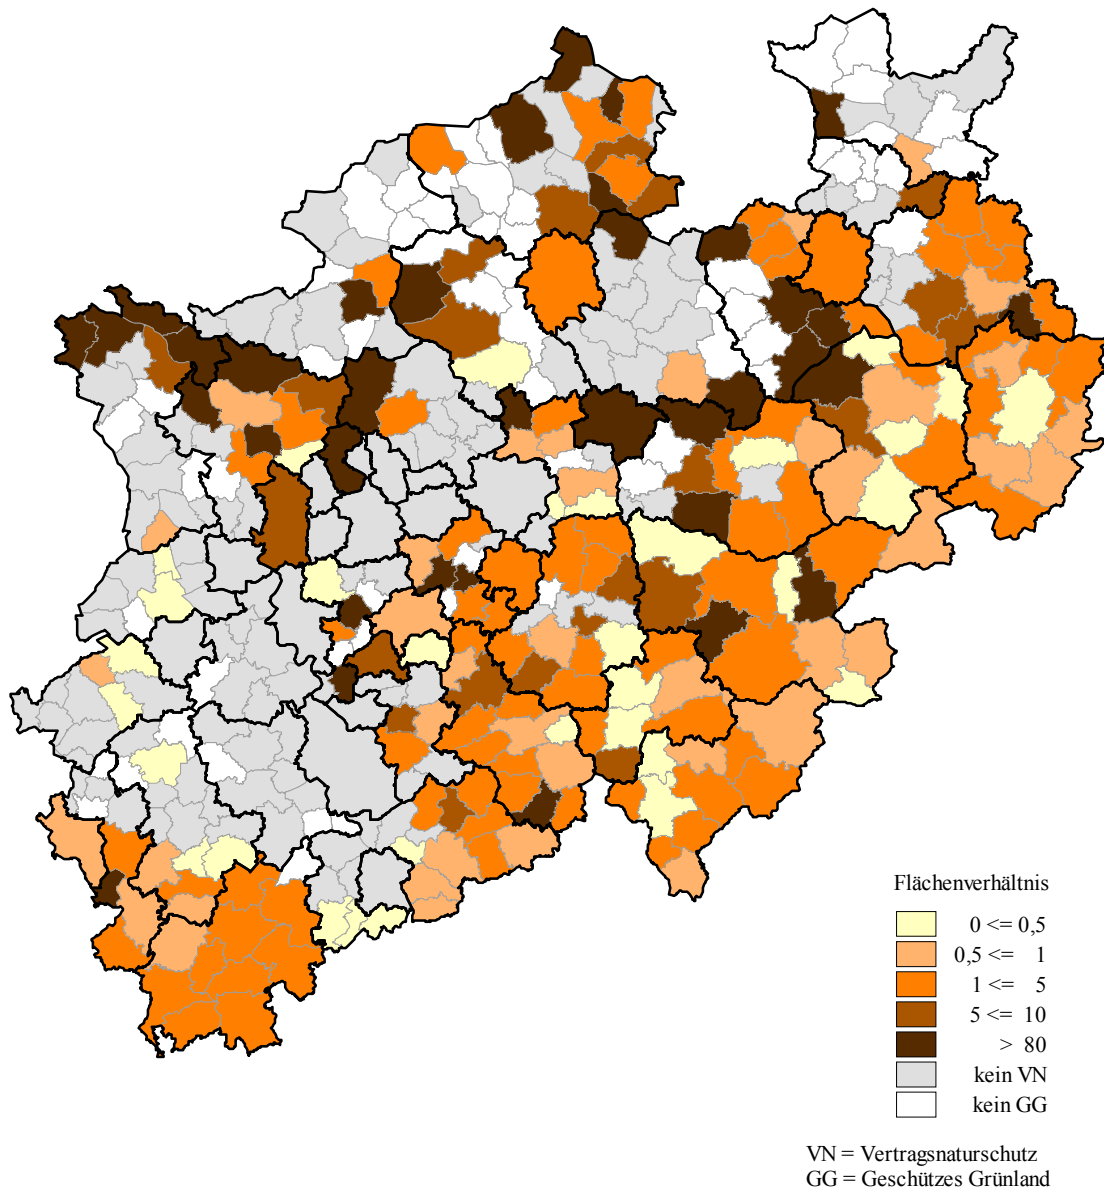 Flächenverhältnis
0 <= 0,5
0,5 <= 1
1 <= 5
5 <= 10
> 80
kein VN
kein GG
VN = Vertragsnaturschutz
GG = Geschützes Grünland